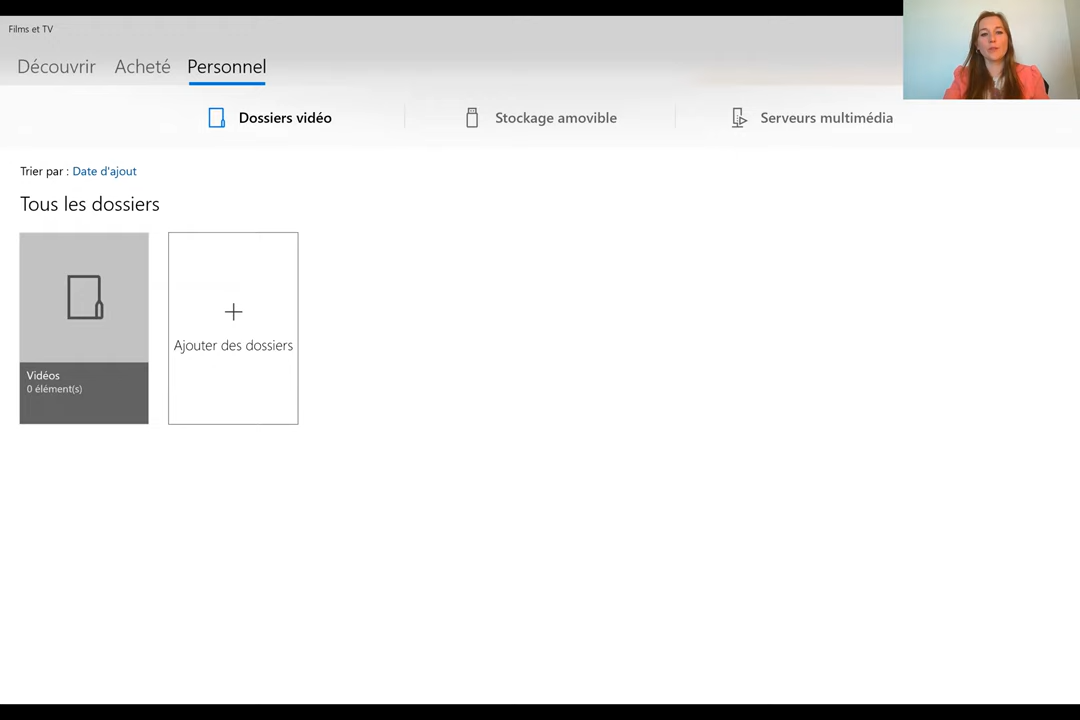 Films et TV
Découvrir Acheté Personnel
Dossiers vidéo Stockage amovible Serveurs multimédia
Trier par : Date d'ajout
Tous les dossiers
Ajouter des dossiers
Vidéos
0 élément(s)